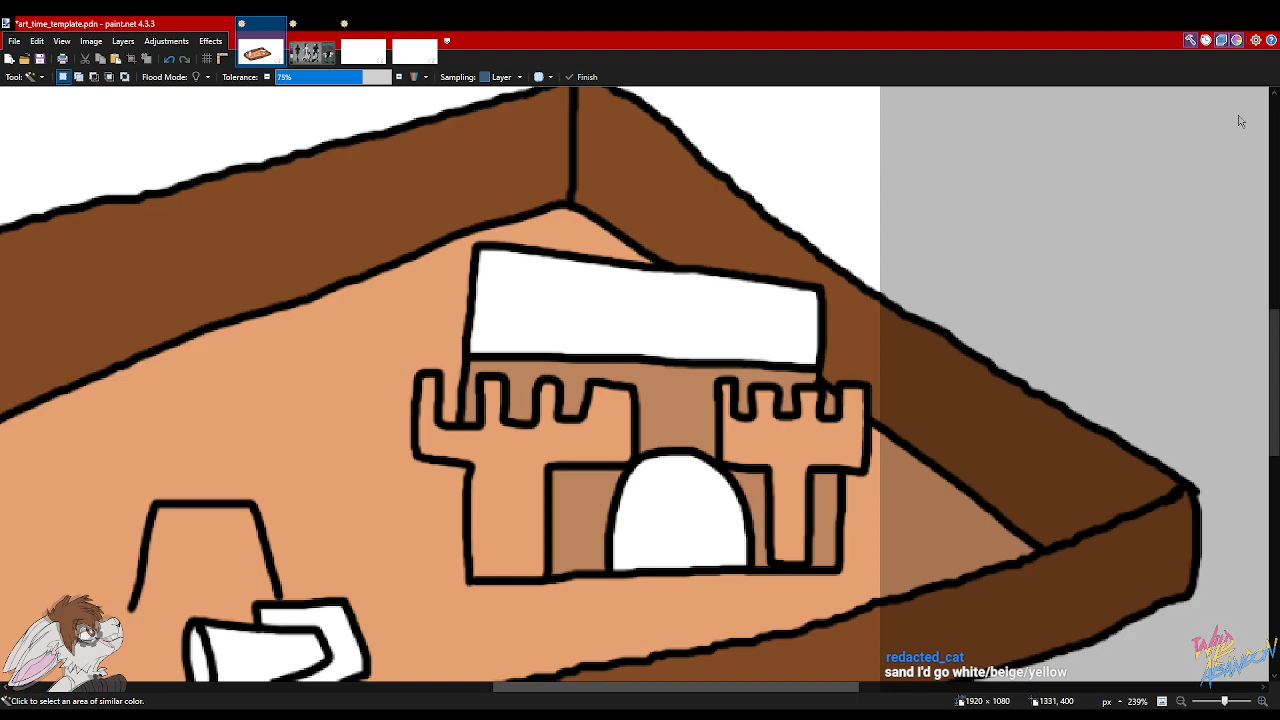 *art_time_template.pdn - paint.net 4.3.3
File Edit View Image Layers Adjustments Effects
Tool: Flood Mode: Tolerance: 75% Sampling: Layer Finish
redacted_cat
sand I'd go white/beige/yellow
Click to select an area of similar color. 1920 × 1080 1331, 400 px 239%